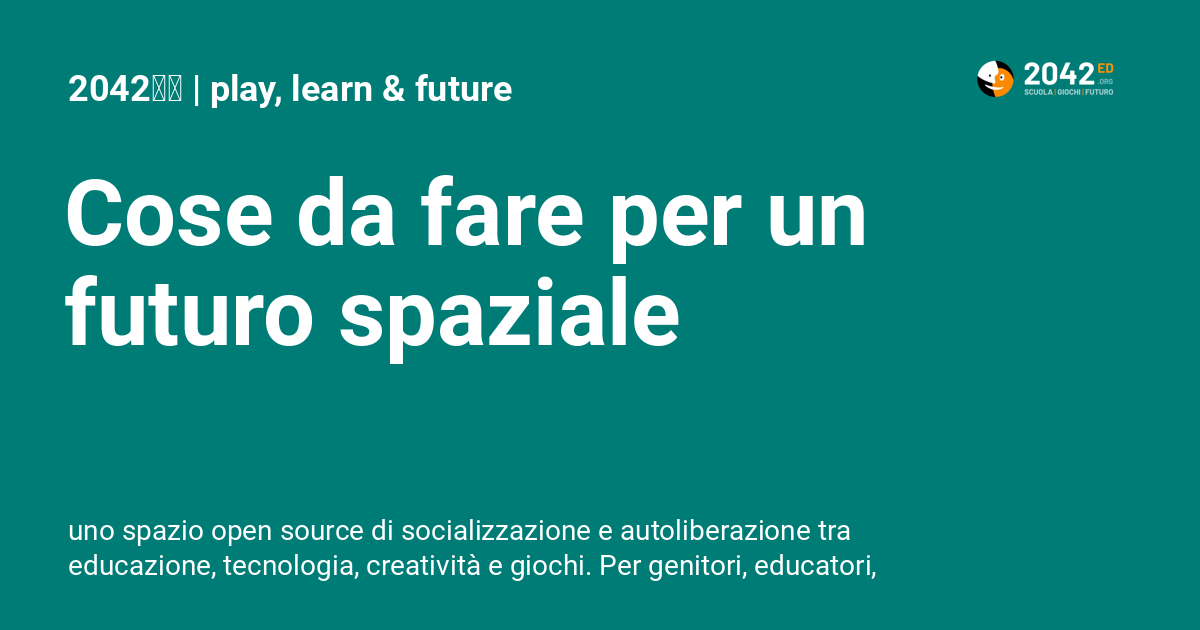 2042 | play, learn & future
2042 ED
.ORG
SCUOLA | GIOCHI | FUTURO
Cose da fare per un
futuro spaziale
uno spazio open source di socializzazione e autoliberazione tra
educazione, tecnologia, creatività e giochi. Per genitori, educatori,